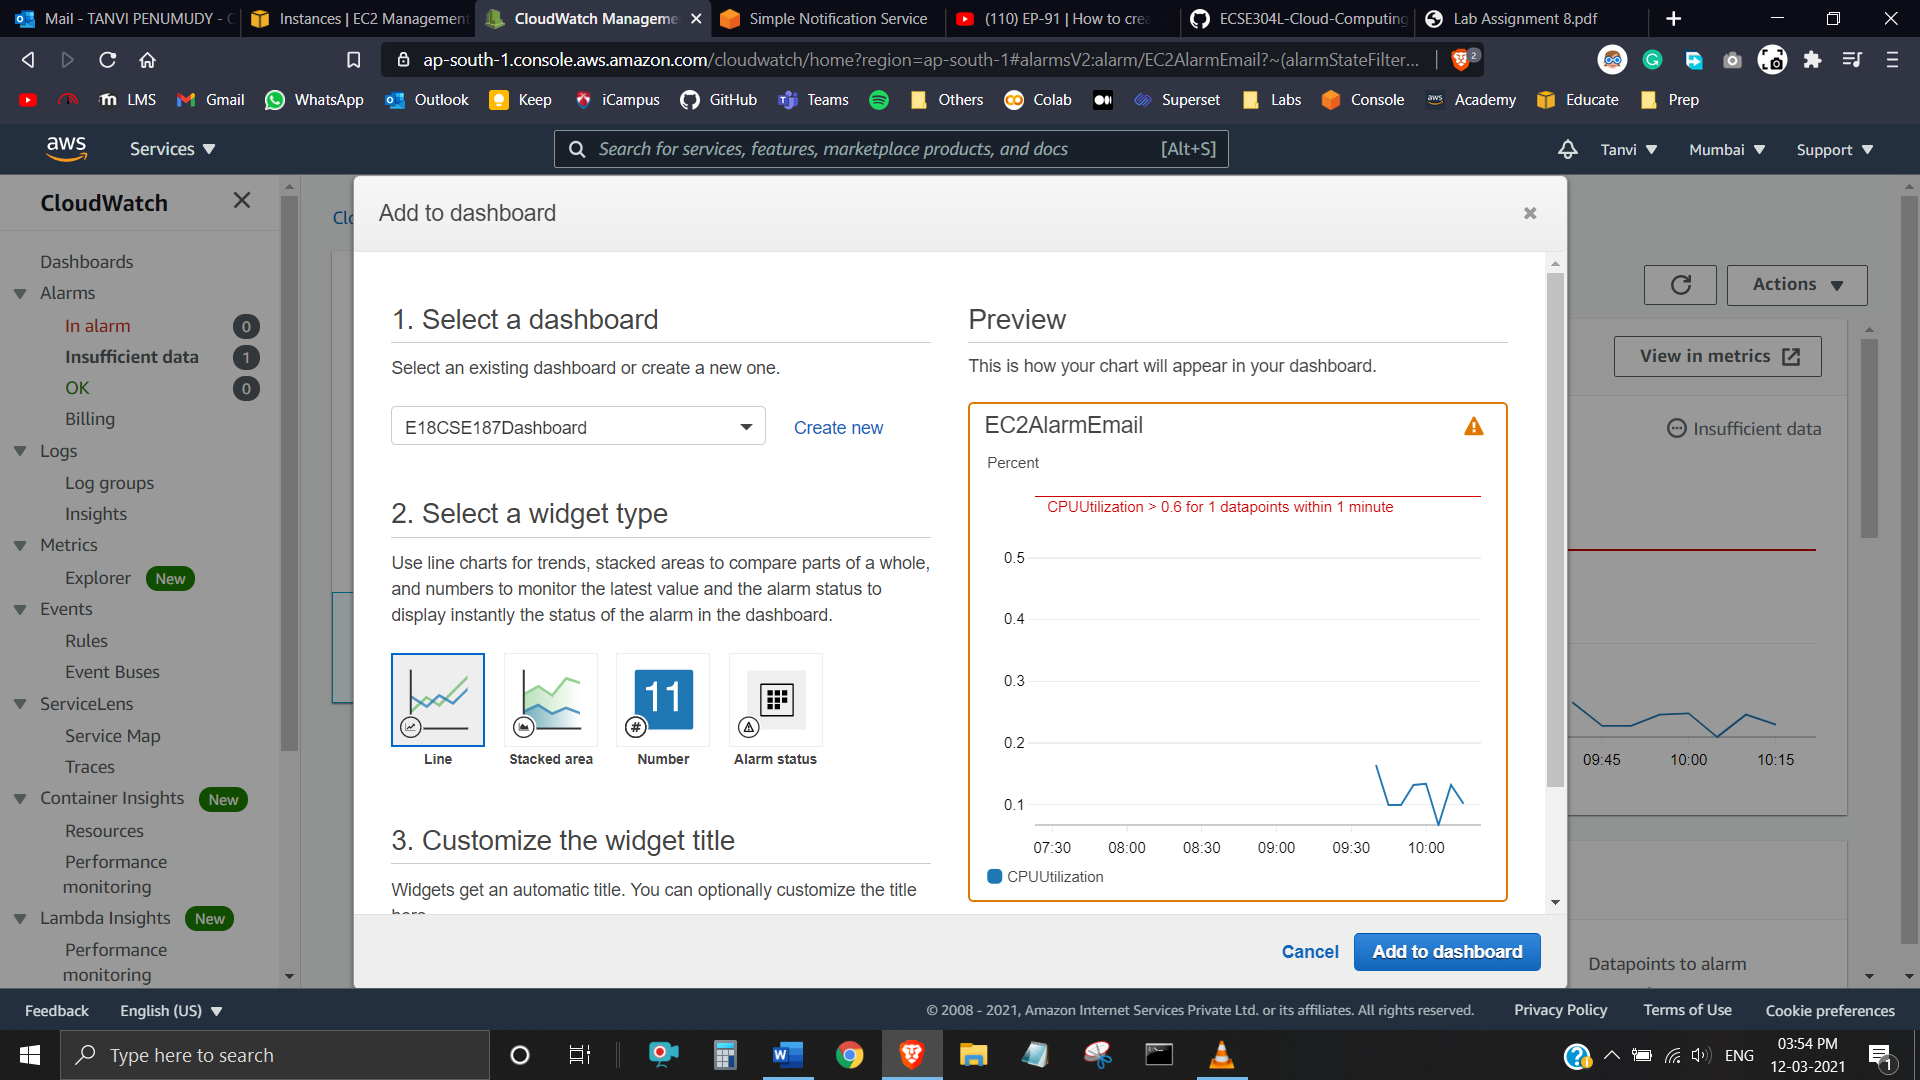 Mail - TANVI PENUMUDY - 
Instances | EC2 Management
CloudWatch Manageme
Simple Notification Service
(110) EP-91 | How to crea
ECSE304L-Cloud-Computing
Lab Assignment 8.pdf
ap-south-1.console.aws.amazon.com/cloudwatch/home?region=ap-south-1#alarmsV2:alarm/EC2AlarmEmail?~(alarmStateFilter...
2
LMS
Gmail
WhatsApp
Outlook
Keep
iCampus
GitHub
Teams
Others
Colab
Superset
Labs
Console
aws
Academy
Educate
Prep
aws
Services
Search for services, features, marketplace products, and docs
[Alt+S]
Tanvi
Mumbai
Support
CloudWatch
Dashboards
Alarms
In alarm 0
Insufficient data 1
OK 0
Billing
Logs
Log groups
Insights
Metrics
Explorer New
Events
Rules
Event Buses
ServiceLens
Service Map
Traces
Container Insights New
Resources
Performance
monitoring
Lambda Insights New
Performance
monitoring
Clo
Add to dashboard
1. Select a dashboard
Select an existing dashboard or create a new one.
E18CSE187Dashboard
Create new
2. Select a widget type
Use line charts for trends, stacked areas to compare parts of a whole,
and numbers to monitor the latest value and the alarm status to
display instantly the status of the alarm in the dashboard.
11
#
Line
Stacked area
Number
Alarm status
3. Customize the widget title
Widgets get an automatic title. You can optionally customize the title
here.
Preview
This is how your chart will appear in your dashboard.
EC2AlarmEmail
Percent
CPUUtilization > 0.6 for 1 datapoints within 1 minute
0.5
0.4
0.3
0.2
0.1
07:30 08:00 08:30 09:00 09:30 10:00
CPUUtilization
Cancel
Add to dashboard
Actions
View in metrics
Insufficient data
09:45 10:00 10:15
Datapoints to alarm
Feedback
English (US)
© 2008 - 2021, Amazon Internet Services Private Ltd. or its affiliates. All rights reserved.
Privacy Policy
Terms of Use
Cookie preferences
Type here to search
ENG
03:54 PM
12-03-2021
1